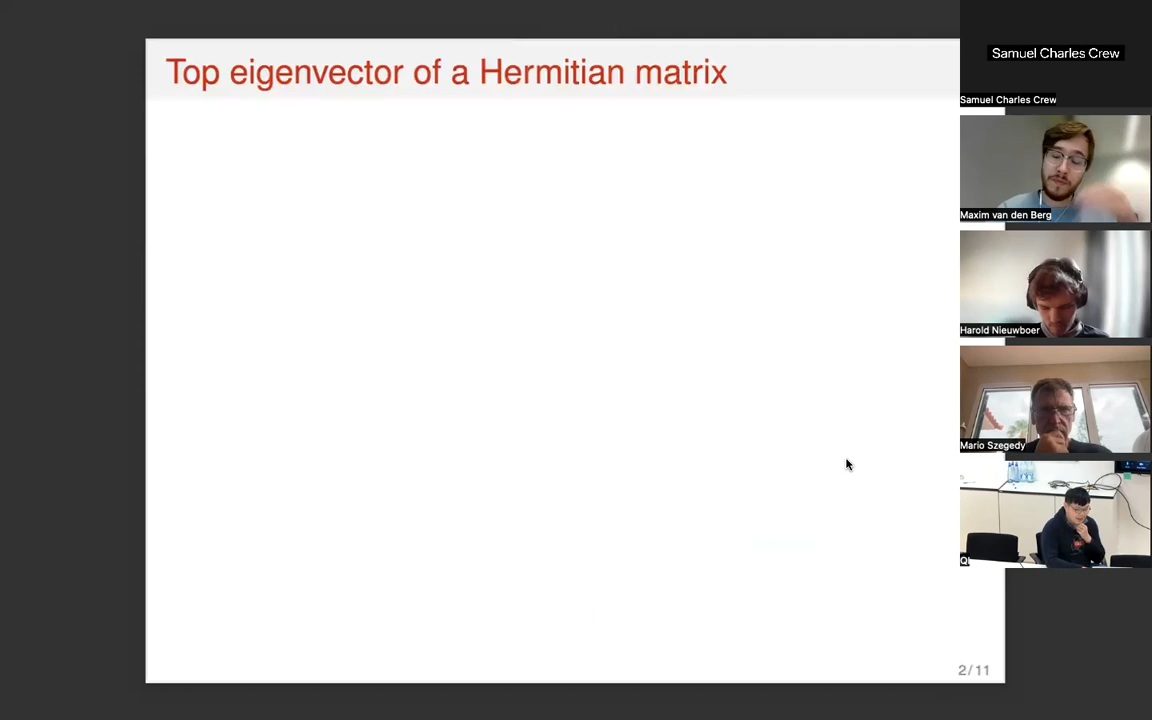 Top eigenvector of a Hermitian matrix
Samuel Charles Crew
Samuel Charles Crew
Maxim van den Berg
Harold Nieuwboer
Mario Szegedy
2/11